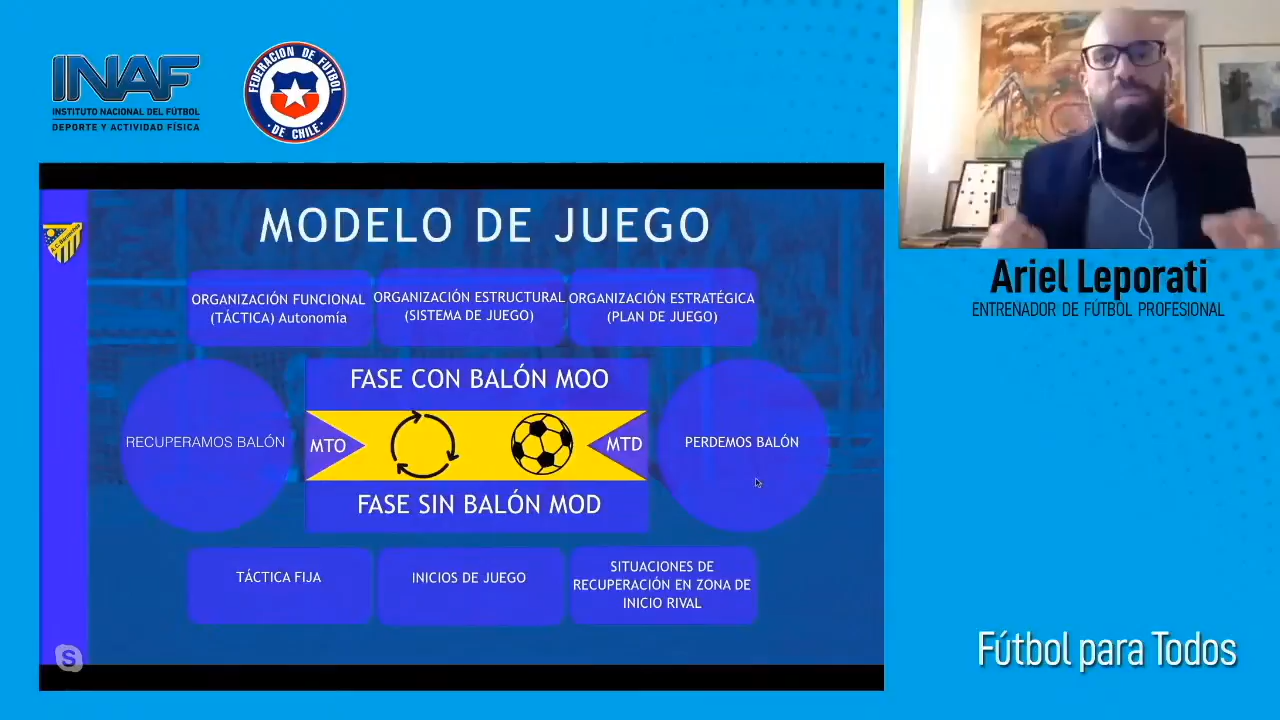 INAF
INSTITUTO NACIONAL DEL FÚTBOL
DEPORTE Y ACTIVIDAD FÍSICA
FEDERACION DE FUTBOL
· DE CHILE ·
MODELO DE JUEGO
ORGANIZACIÓN FUNCIONAL
(TÁCTICA) Autonomía
ORGANIZACIÓN ESTRUCTURAL
(SISTEMA DE JUEGO)
ORGANIZACIÓN ESTRATÉGICA
(PLAN DE JUEGO)
FASE CON BALÓN MOO
RECUPERAMOS BALÓN
MTO
MTD
PERDEMOS BALÓN
FASE SIN BALÓN MOD
TÁCTICA FIJA
INICIOS DE JUEGO
SITUACIONES DE
RECUPERACIÓN EN ZONA DE
INICIO RIVAL
S
Ariel Leporati
ENTRENADOR DE FÚTBOL PROFESIONAL
Fútbol para Todos